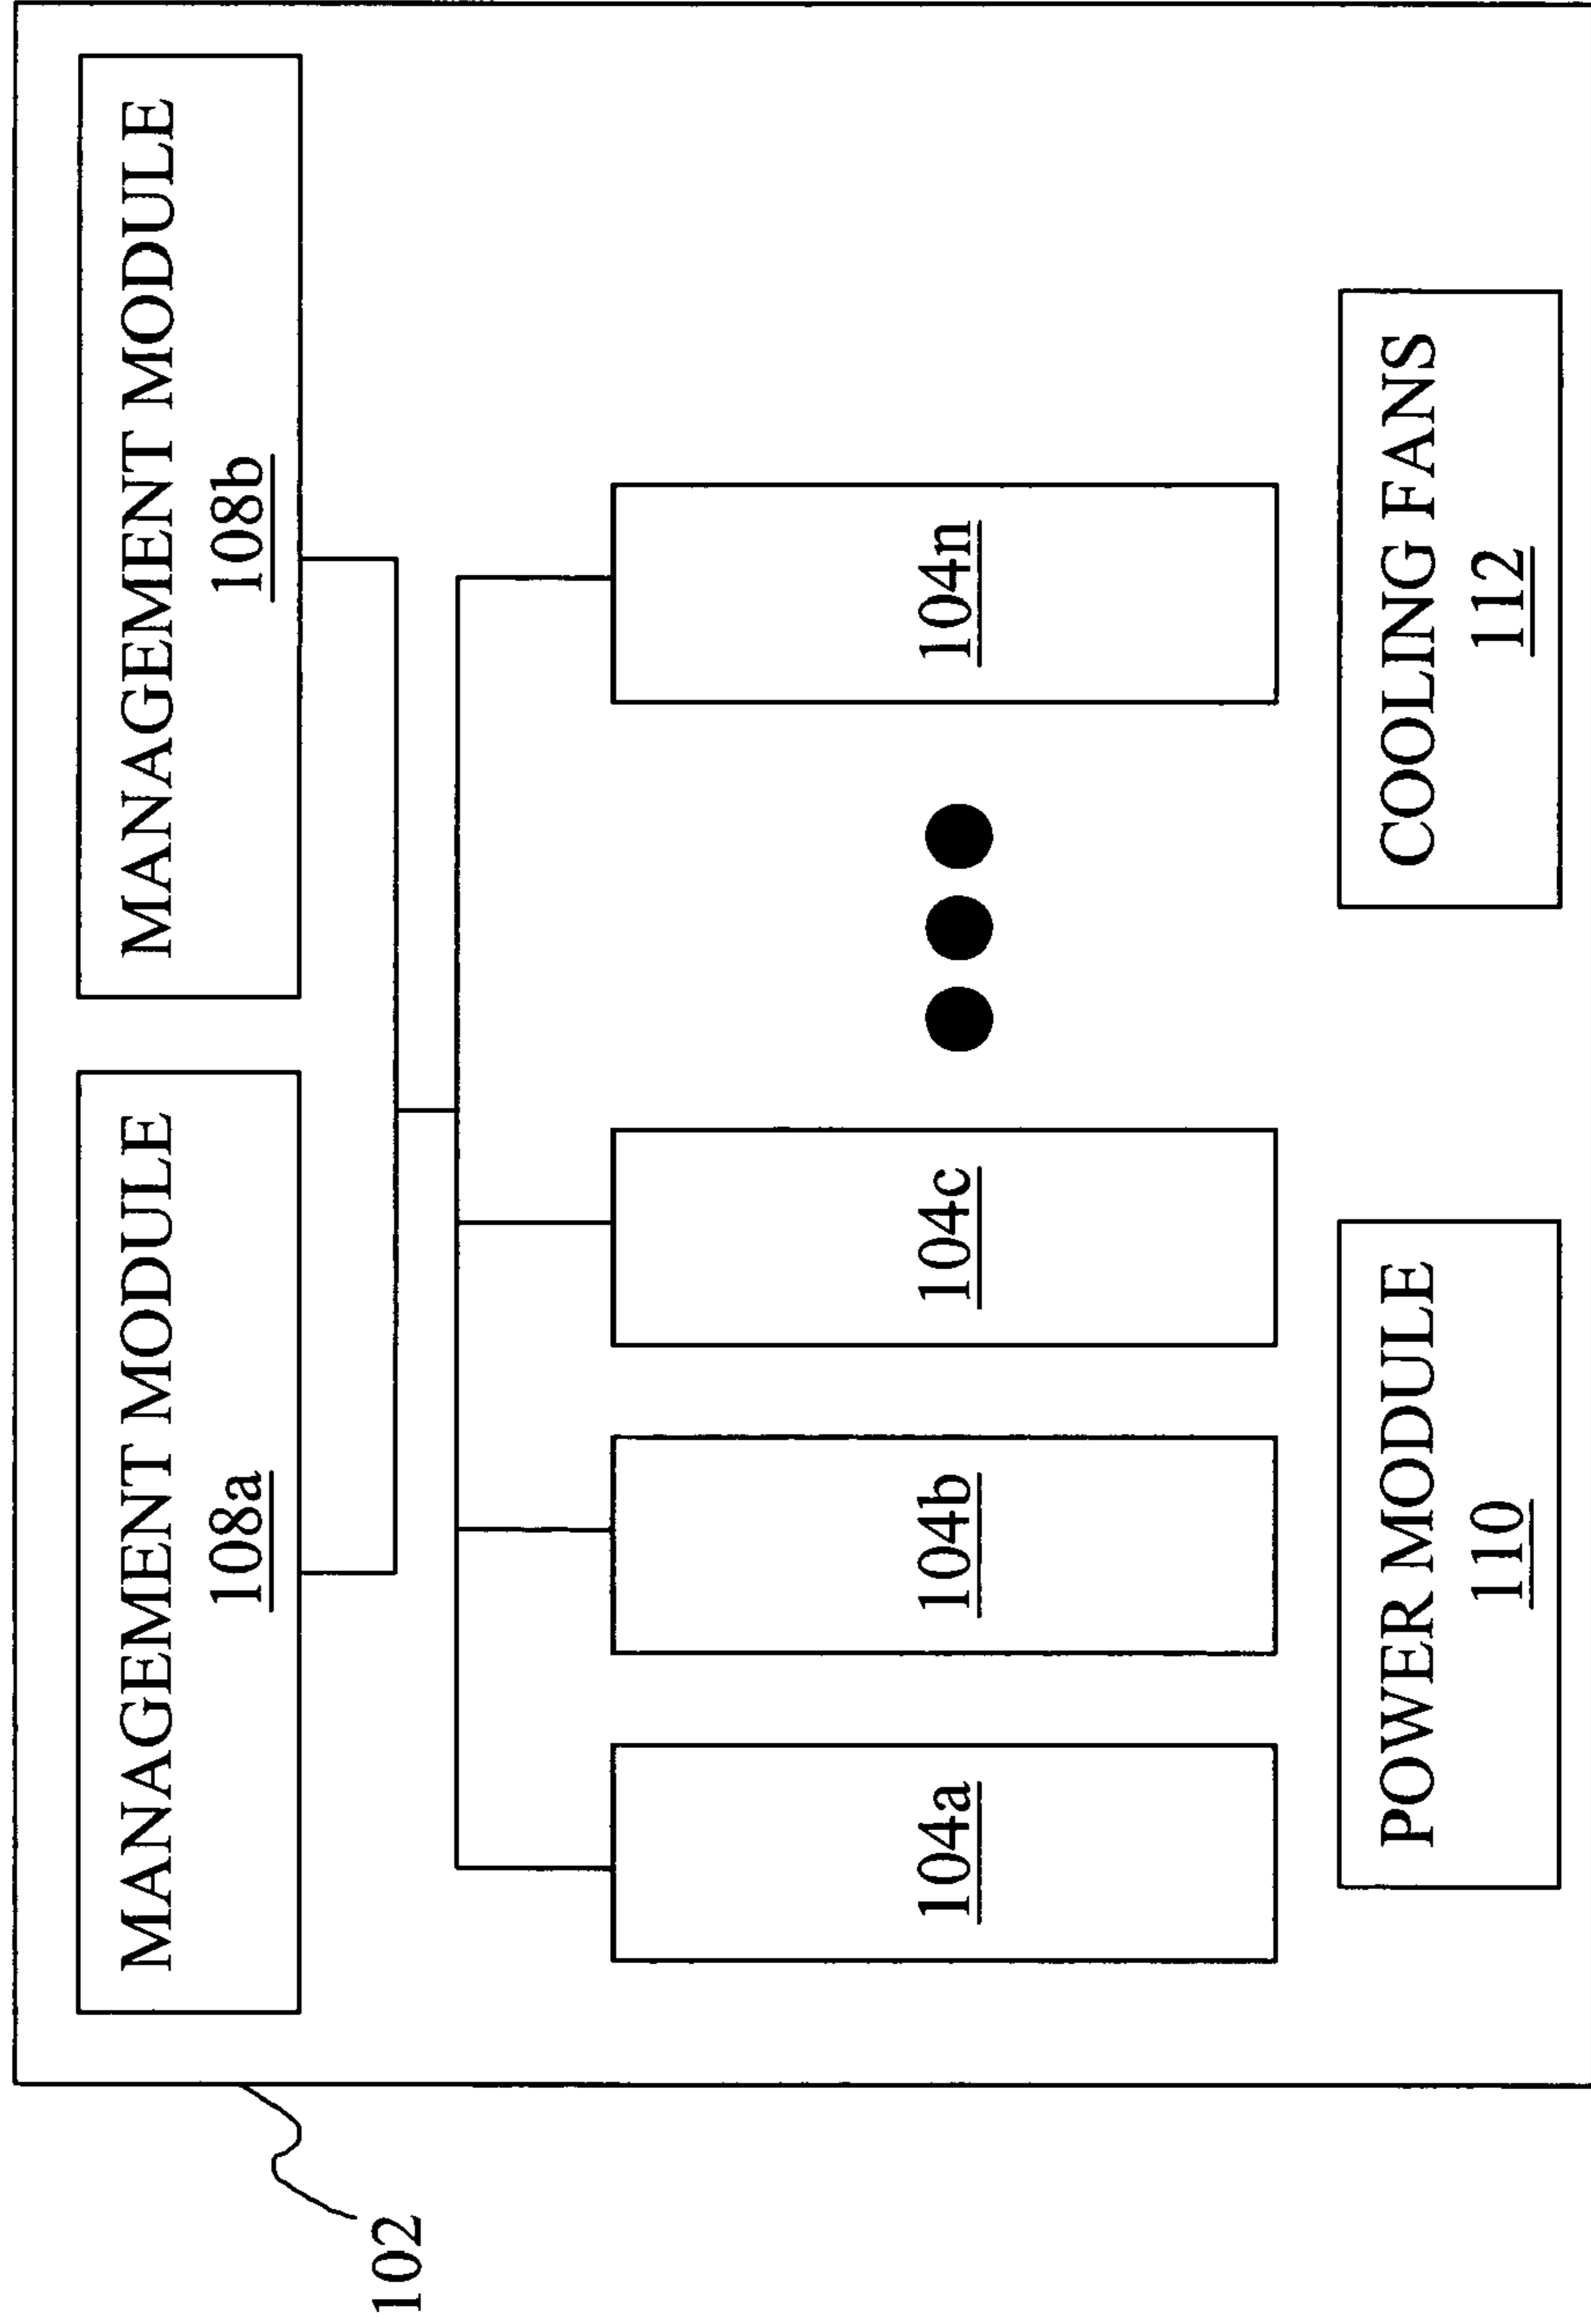 MANAGEMENT MODULE
108a
MANAGEMENT MODULE
108b
102
104a
104b
104c
104n
POWER MODULE
110
COOLING FANS
112